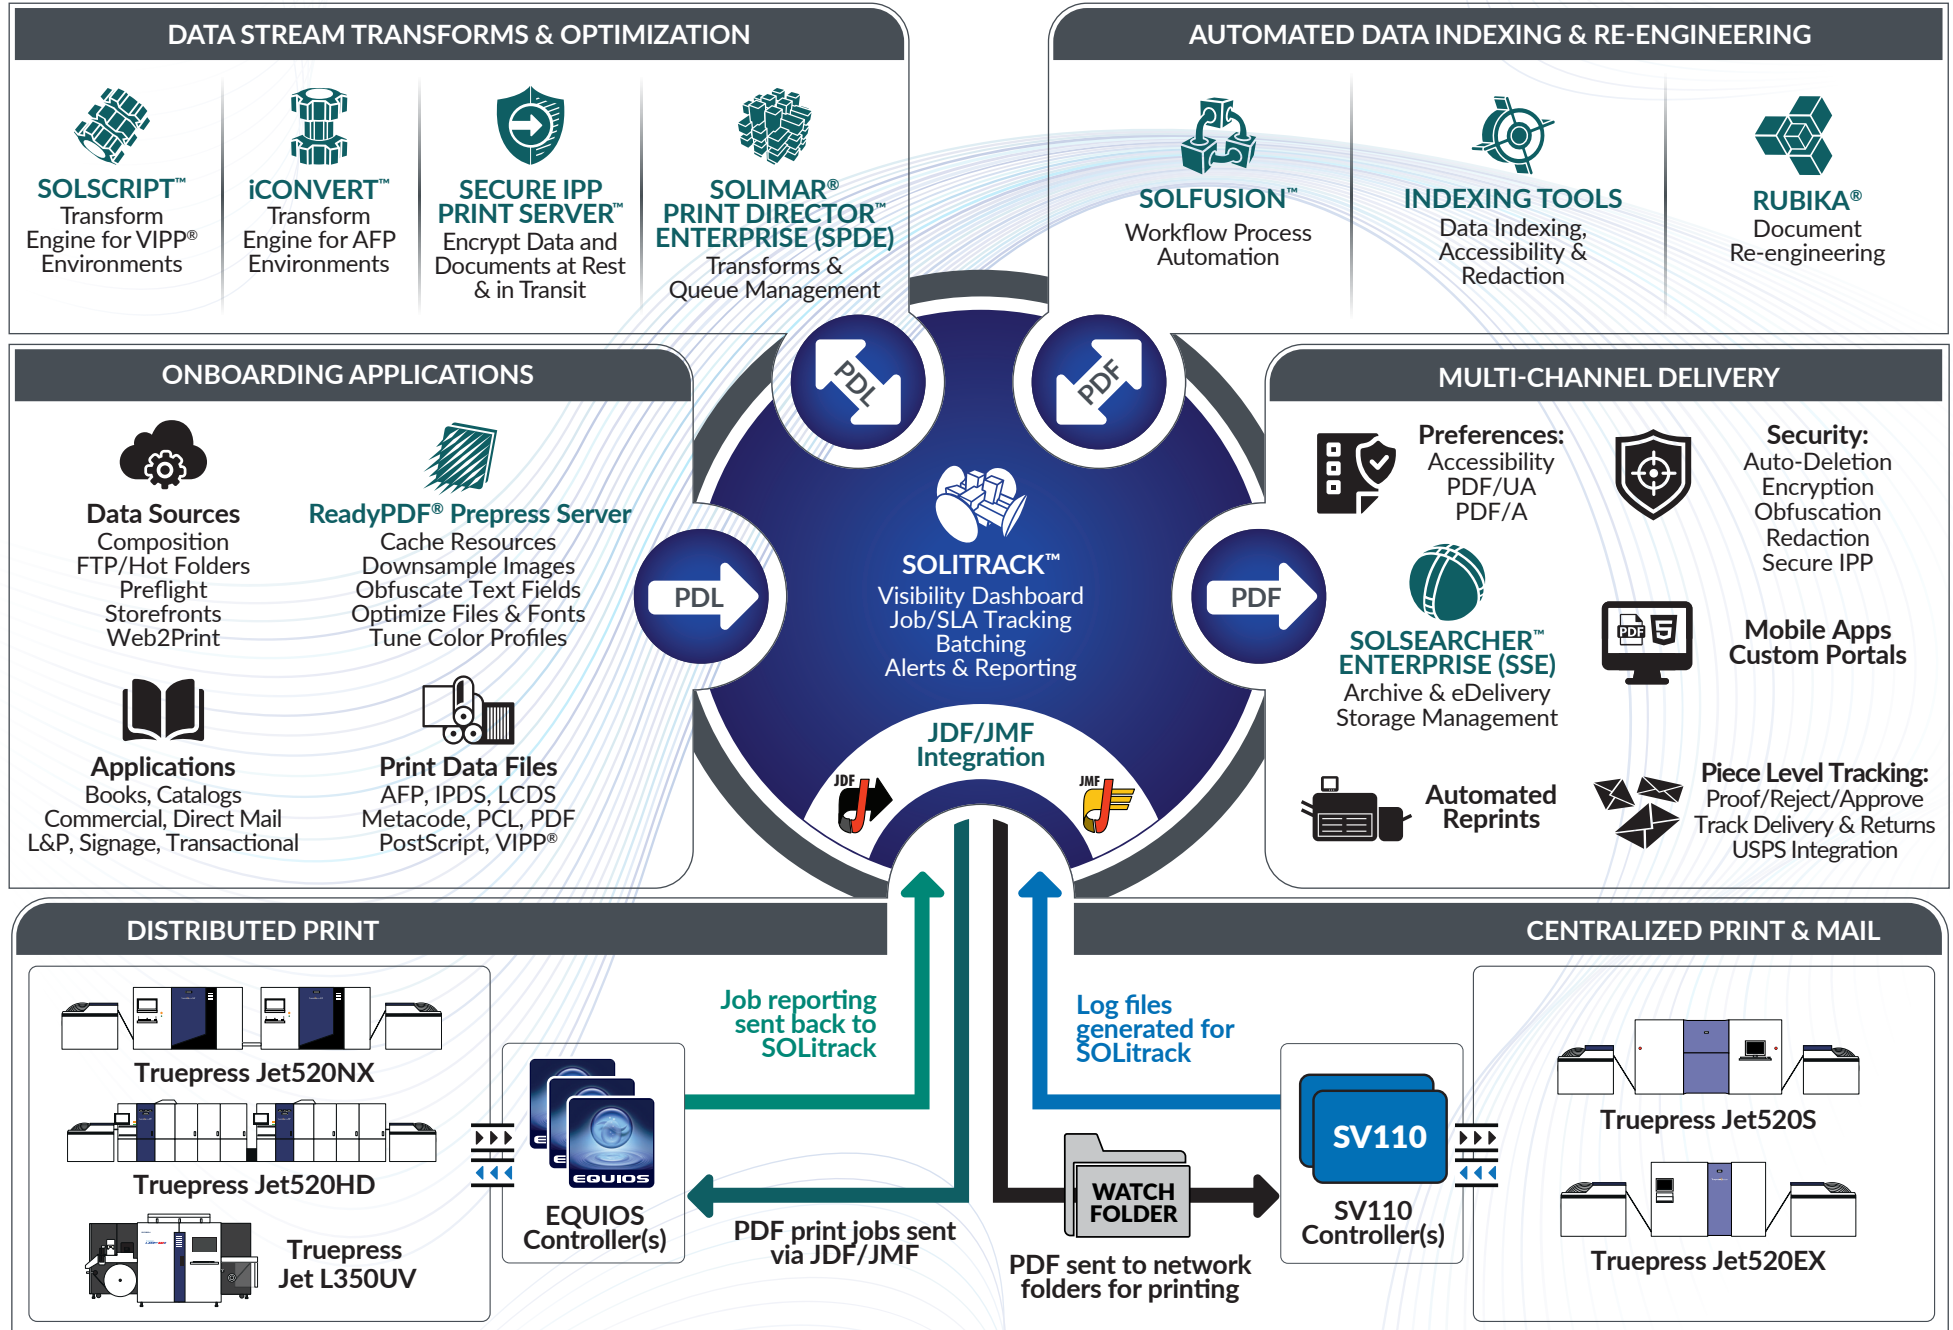 DATA STREAM TRANSFORMS & OPTIMIZATION
SOLSCRIPT™
Transform
Engine for VIPP®
Environments
iCONVERT™
Transform
Engine for AFP
Environments
SECURE IPP
PRINT SERVER™
Encrypt Data and
Documents at Rest
& in Transit
SOLIMAR®
PRINT DIRECTOR™
ENTERPRISE (SPDE)
Transforms &
Queue Management
AUTOMATED DATA INDEXING & RE-ENGINEERING
SOLFUSION™
Workflow Process
Automation
INDEXING TOOLS
Data Indexing,
Accessibility &
Redaction
RUBIKA®
Document
Re-engineering
PDL
PDF
ONBOARDING APPLICATIONS
Data Sources
Composition
FTP/Hot Folders
Preflight
Storefronts
Web2Print
ReadyPDF® Prepress Server
Cache Resources
Downsample Images
Obfuscate Text Fields
Optimize Files & Fonts
Tune Color Profiles
Applications
Books, Catalogs
Commercial, Direct Mail
L&P, Signage, Transactional
Print Data Files
AFP, IPDS, LCDS
Metacode, PCL, PDF
PostScript, VIPP®
PDL
SOLITRACK™
Visibility Dashboard
Job/SLA Tracking
Batching
Alerts & Reporting
JDF/JMF
Integration
JDF
JMF
PDF
MULTI-CHANNEL DELIVERY
Preferences:
Accessibility
PDF/UA
PDF/A
Security:
Auto-Deletion
Encryption
Obfuscation
Redaction
Secure IPP
SOLSEARCHER™
ENTERPRISE (SSE)
Archive & eDelivery
Storage Management
PDF
5
Mobile Apps
Custom Portals
Automated
Reprints
Piece Level Tracking:
Proof/Reject/Approve
Track Delivery & Returns
USPS Integration
DISTRIBUTED PRINT
Truepress Jet520NX
Truepress Jet520HD
Truepress
Jet L350UV
E
E
EQUIOS
EQUIOS
Controller(s)
Job reporting
sent back to
SOLitrack
PDF print jobs sent
via JDF/JMF
CENTRALIZED PRINT & MAIL
Log files
generated for
SOLitrack
WATCH
FOLDER
PDF sent to network
folders for printing
SV110
SV110
Controller(s)
Truepress Jet520S
Truepress Jet520EX